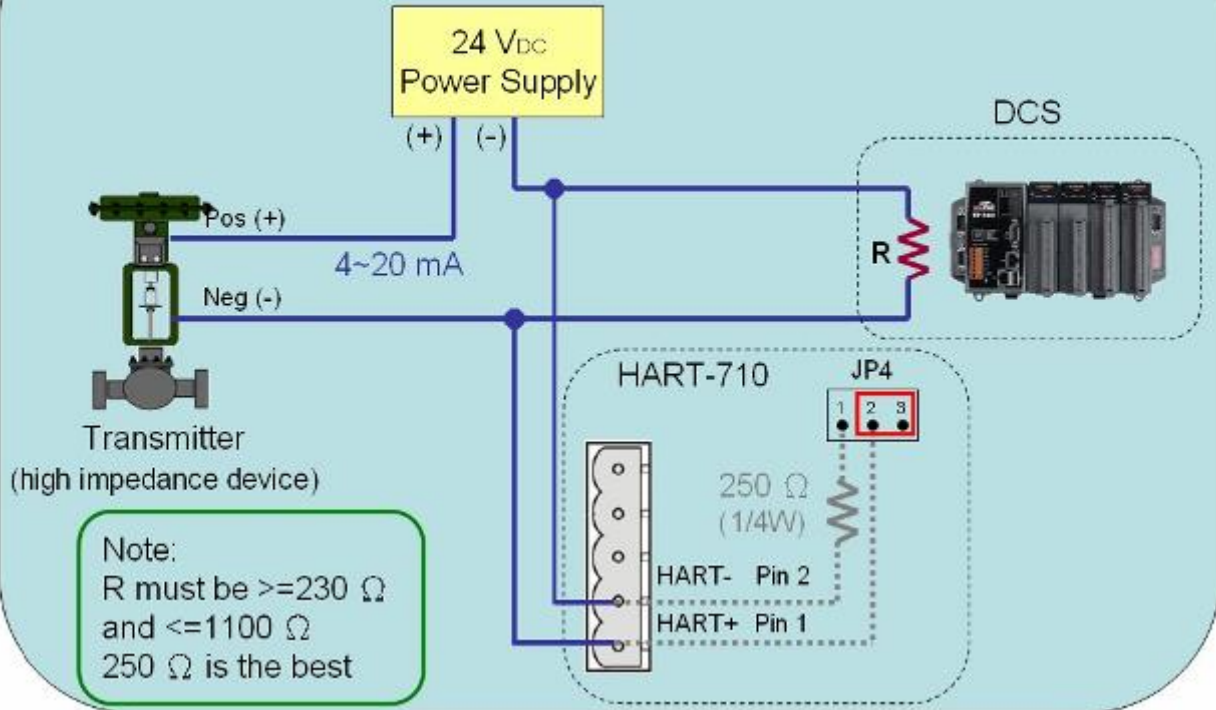 24 VDC
Power Supply
(+) (-)
DCS
Pos (+)
4~20 mA
R
Neg (-)
HART-710
JP4
1 2 3
Transmitter
(high impedance device)
250 Ω
(1/4W)
Note:
R must be >=230 Ω
and <=1100 Ω
250 Ω is the best
HART- Pin 2
HART+ Pin 1